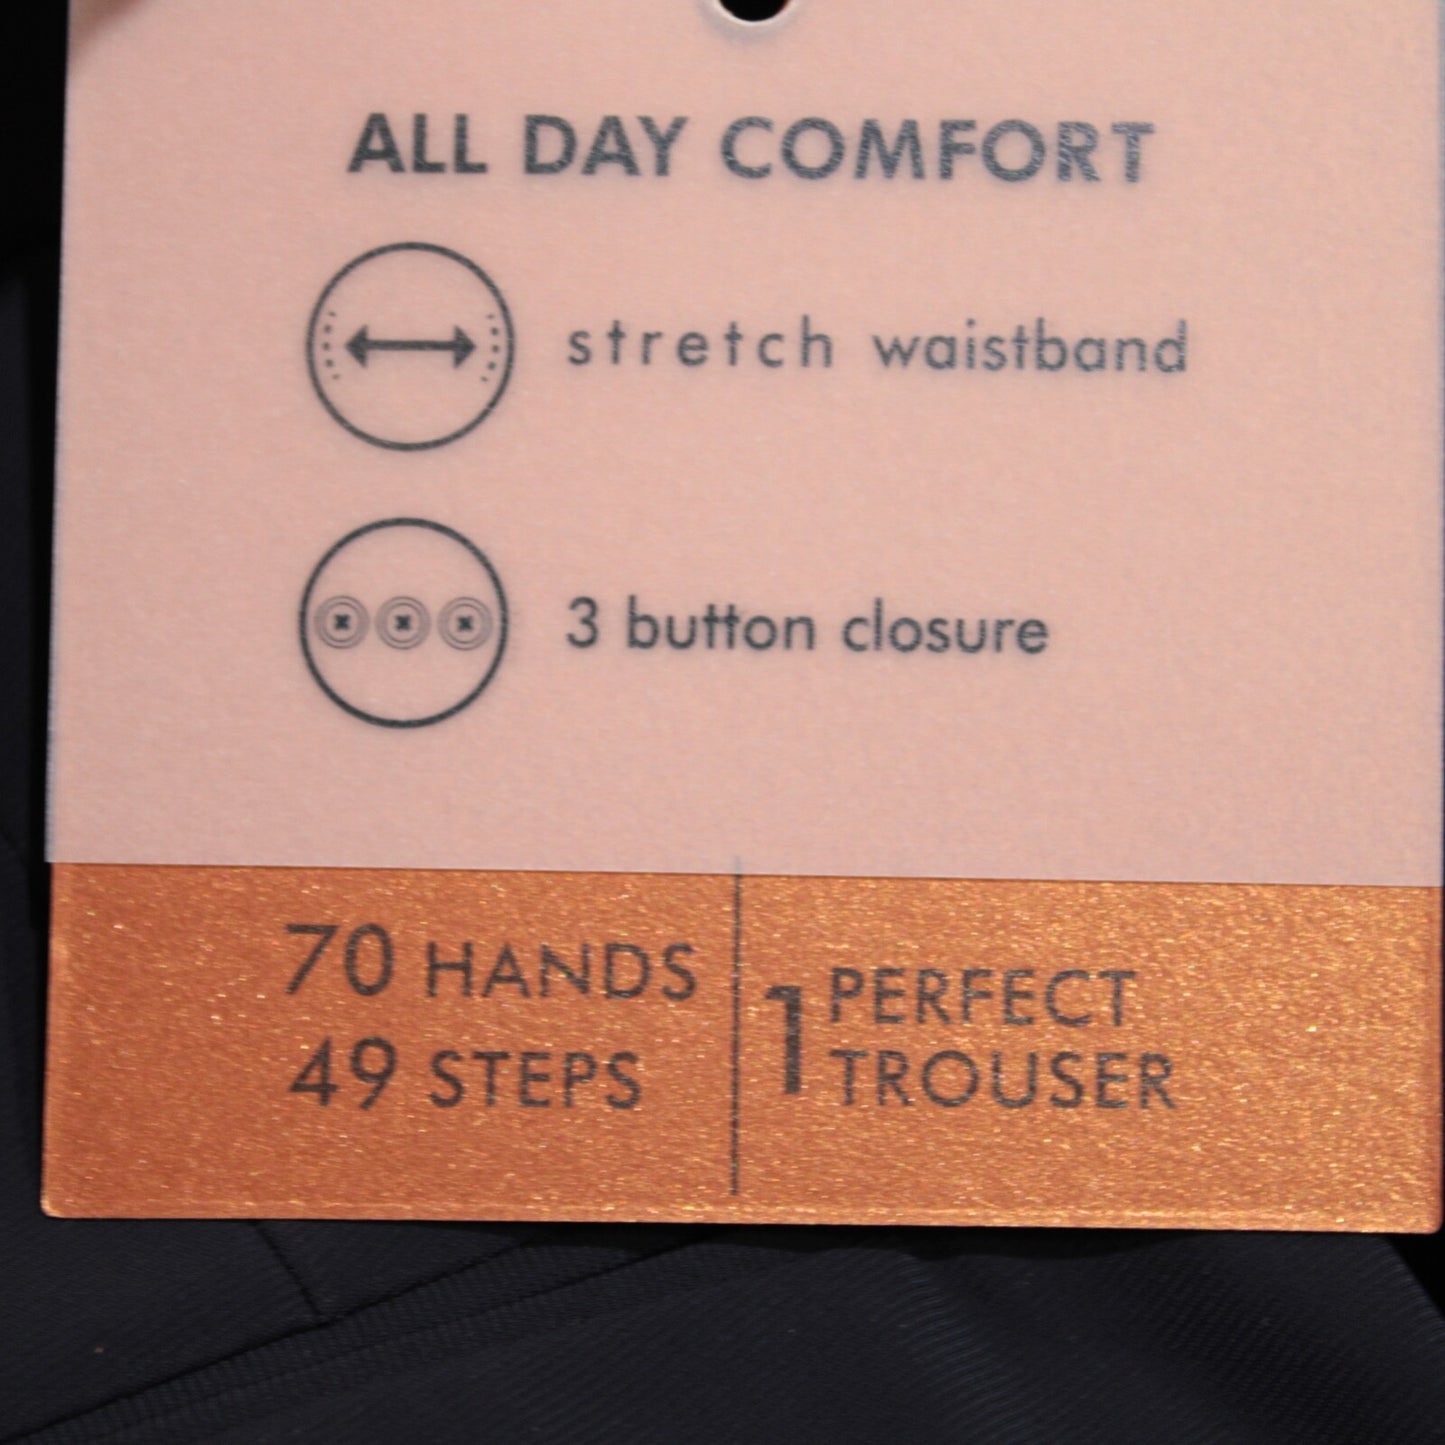 ALL DAY COMFORT
stretch waistband
3 button closure
70 HANDS
49 STEPS
1 PERFECT
TROUSER